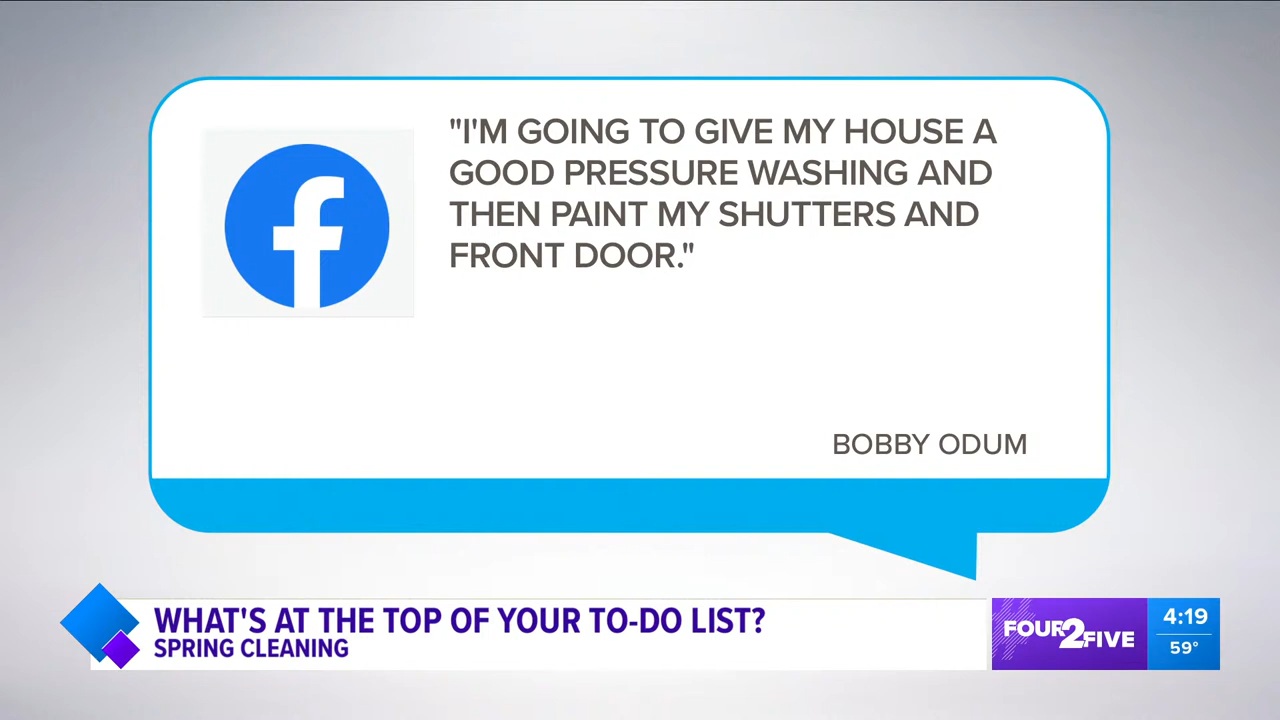 "I'M GOING TO GIVE MY HOUSE A
GOOD PRESSURE WASHING AND
THEN PAINT MY SHUTTERS AND
FRONT DOOR."
BOBBY ODUM
WHAT'S AT THE TOP OF YOUR TO-DO LIST?
SPRING CLEANING
FOUR2FIVE
4:19
59°